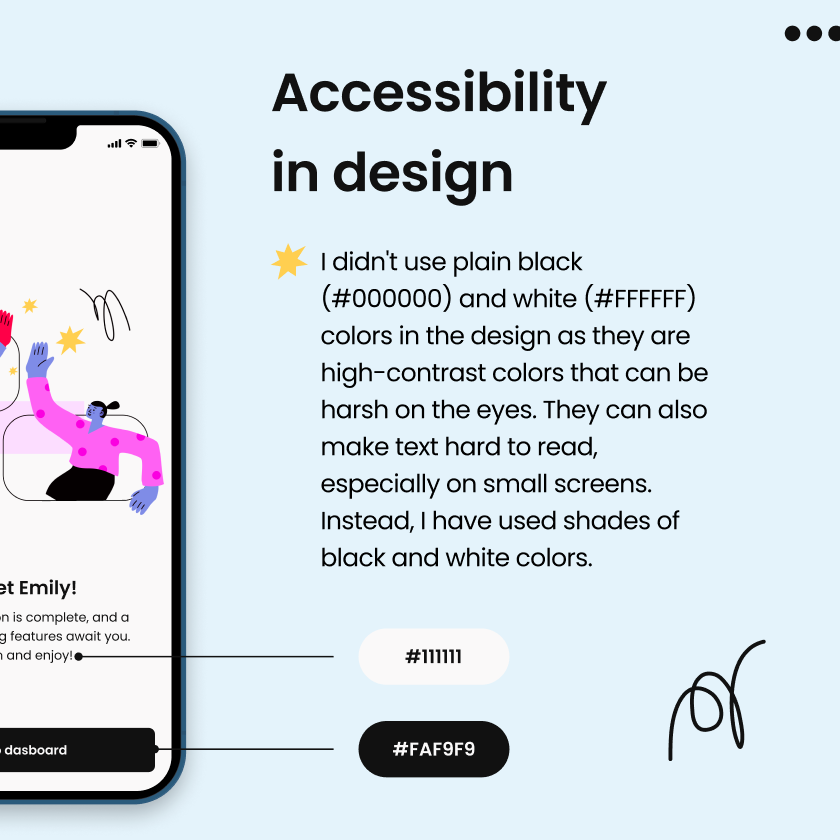 Accessibility
in design
I didn't use plain black
(#000000) and white (#FFFFFF)
colors in the design as they are
high-contrast colors that can be
harsh on the eyes. They can also
make text hard to read,
especially on small screens.
Instead, I have used shades of
black and white colors.
et Emily!
on is complete, and a
g features await you.
and enjoy!
dasboard
#111111
#FAF9F9